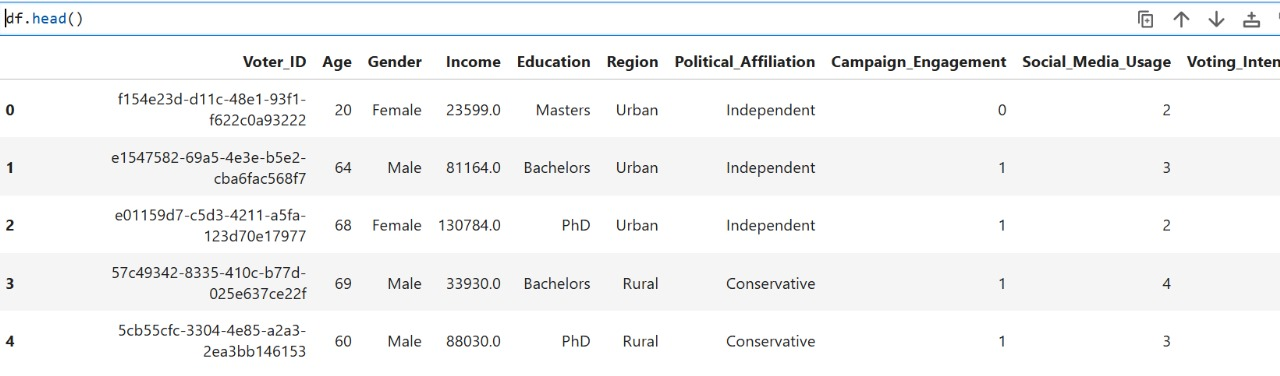 df.head()
Voter_ID Age Gender Income Education Region Political_Affiliation Campaign_Engagement Social_Media_Usage Voting_Inten
0 f154e23d-d11c-48e1-93f1- 20 Female 23599.0 Masters Urban Independent 0 2
f622c0a93222
1 e1547582-69a5-4e3e-b5e2- 64 Male 81164.0 Bachelors Urban Independent 1 3
cba6fac568f7
2 e01159d7-c5d3-4211-a5fa- 68 Female 130784.0 PhD Urban Independent 1 2
123d70e17977
3 57c49342-8335-410c-b77d- 69 Male 33930.0 Bachelors Rural Conservative 1 4
025e637ce22f
4 5cb55cfc-3304-4e85-a2a3- 60 Male 88030.0 PhD Rural Conservative 1 3
2ea3bb146153